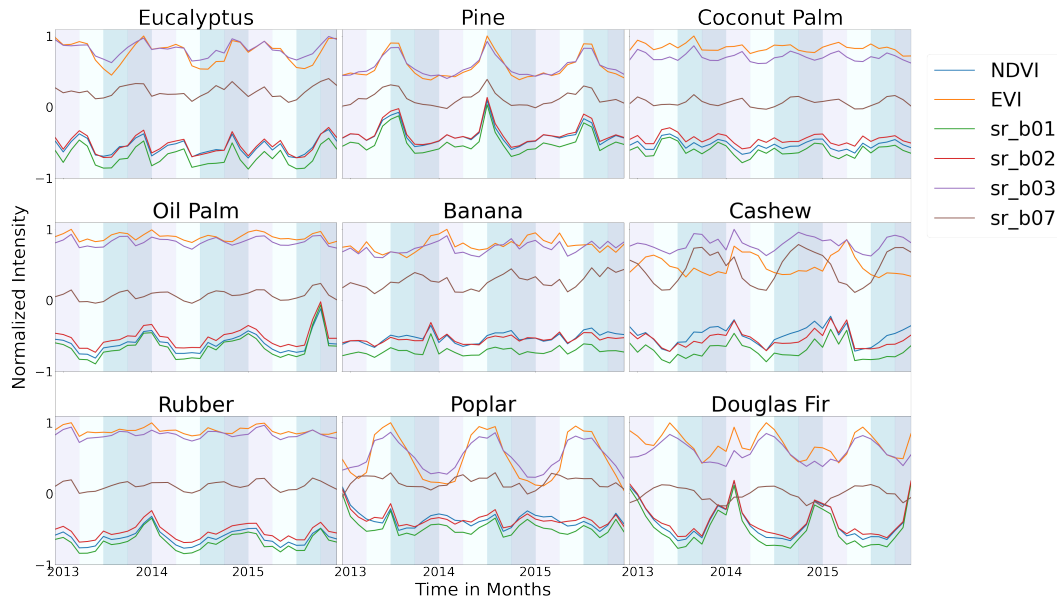 Eucalyptus
Pine
Coconut Palm
1
0
−1
NDVI
EVI
sr_b01
sr_b02
sr_b03
sr_b07
Normalized Intensity
Oil Palm
Banana
Cashew
1
0
−1
Rubber
Poplar
Douglas Fir
1
0
−1
2013 2014 2015 2013 2014 2015 2013 2014 2015
Time in Months